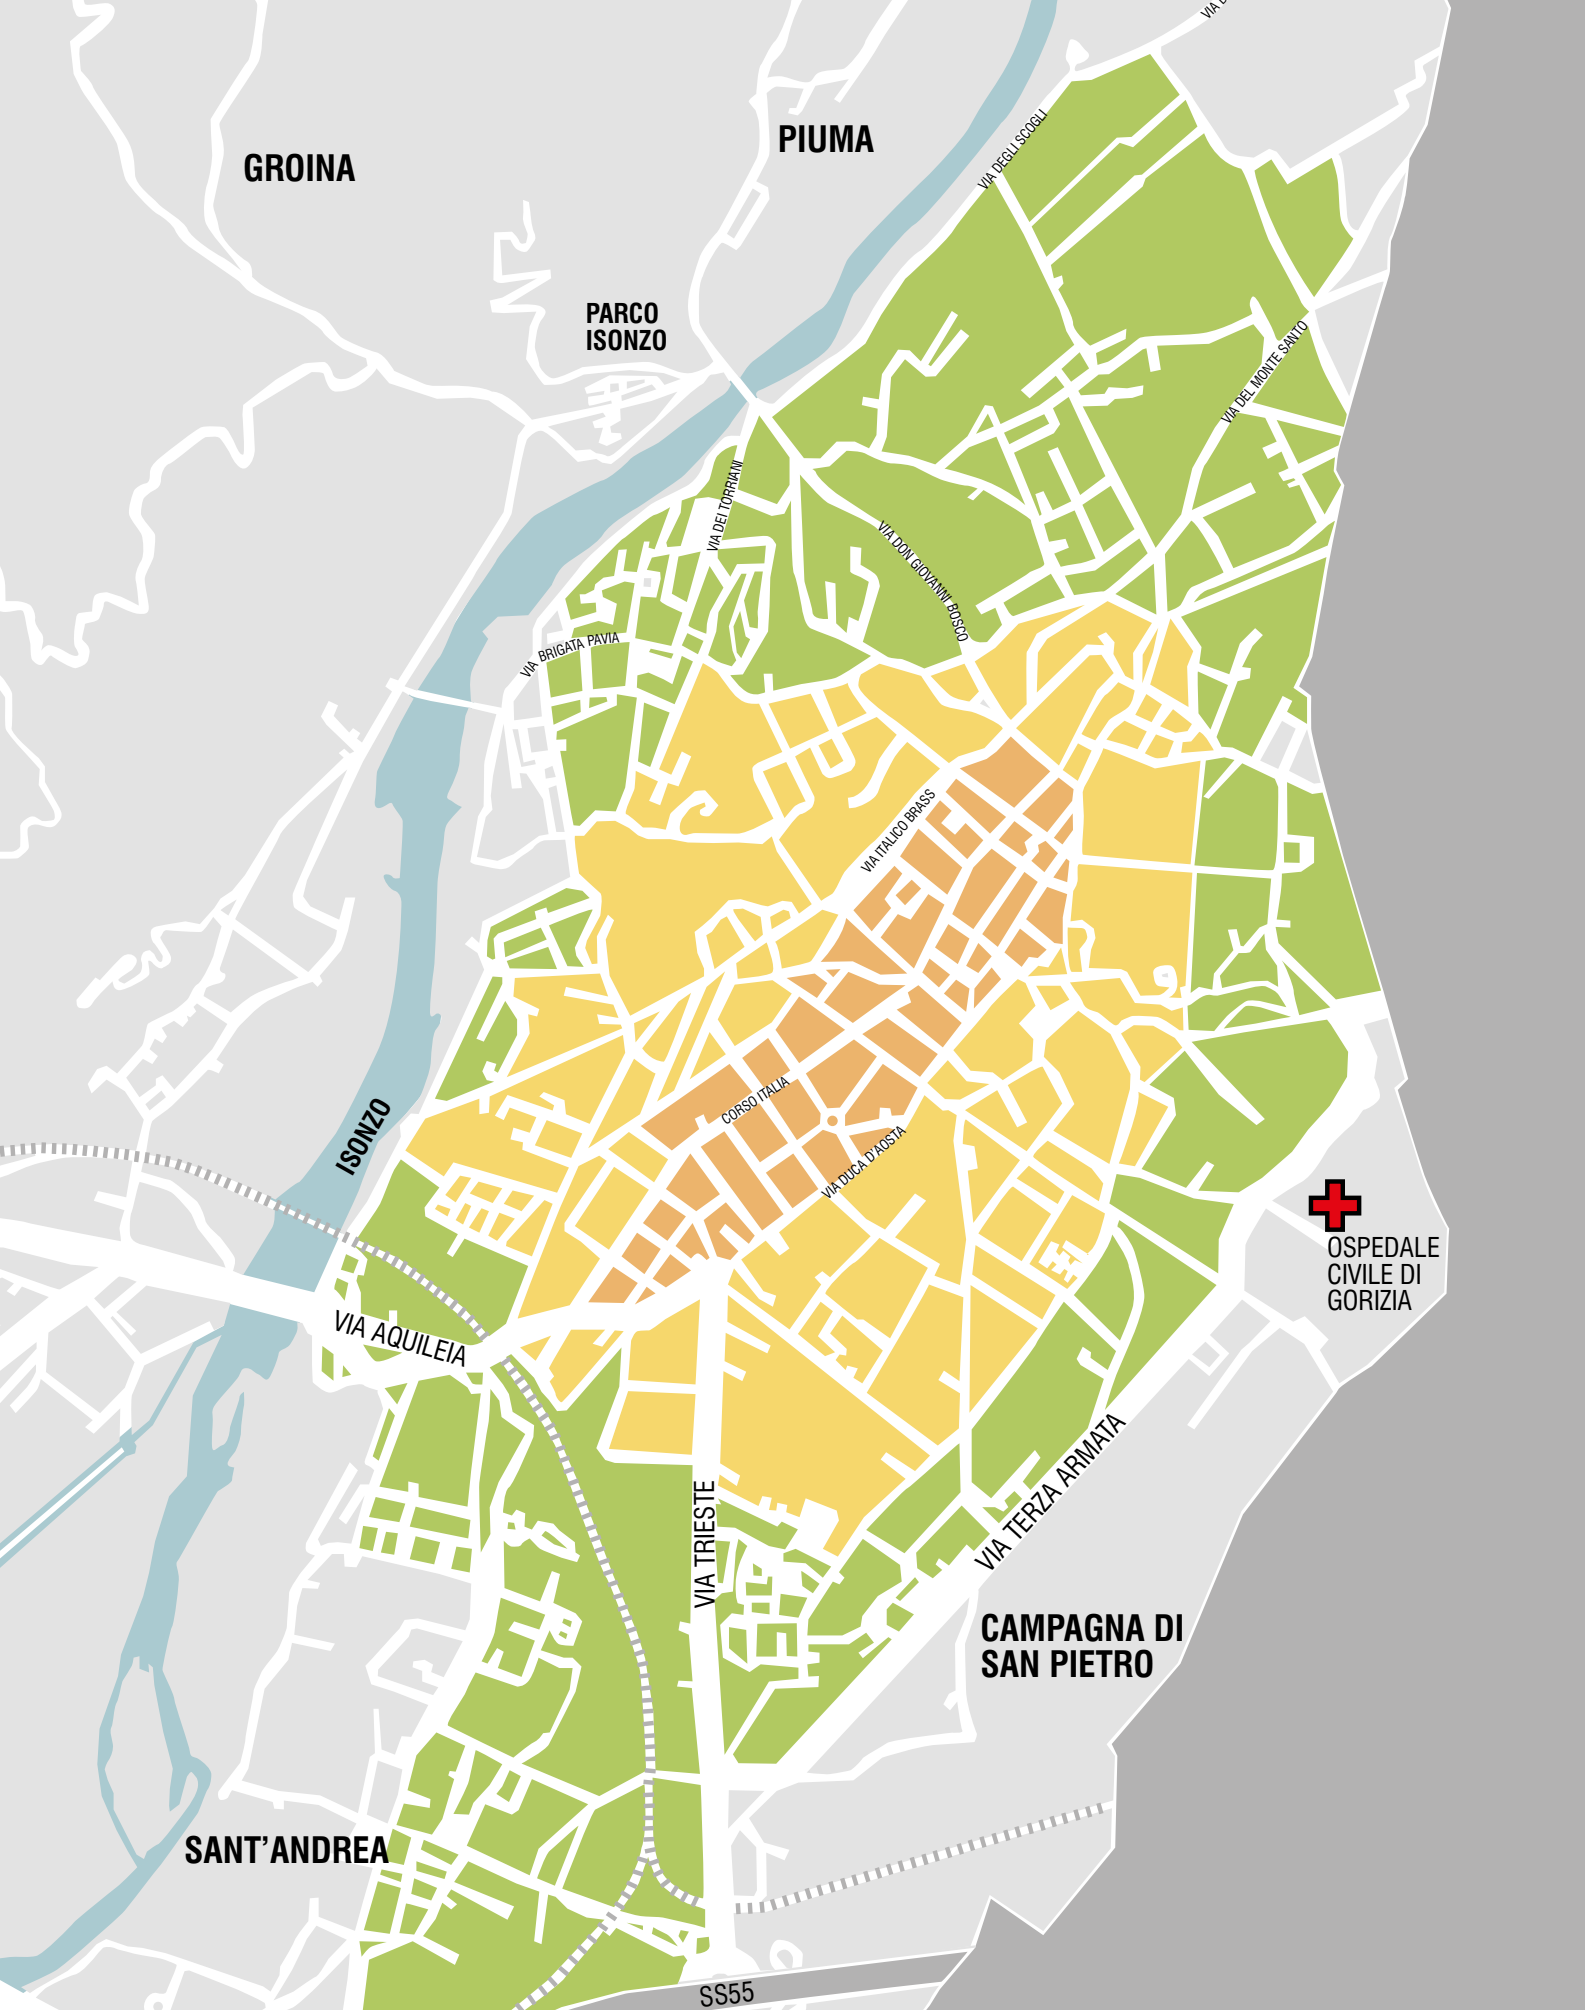 VIA D
PIUMA
GROINA
VIA DEGLI SCOGLI
PARCO
ISONZO
VIA DEL MONTE SANTO
VIA DEI TORRIANI
VIA DON GIOVANNI BOSCO
VIA BRIGATA PAVIA
VIA ITALICO BRASS
CORSO ITALIA
ISONZO
VIA DUCA D'AOSTA
OSPEDALE
CIVILE DI
GORIZIA
VIA AQUILEIA
VIA TERZA ARMATA
VIA TRIESTE
CAMPAGNA DI
SAN PIETRO
SANT'ANDREA
SS55